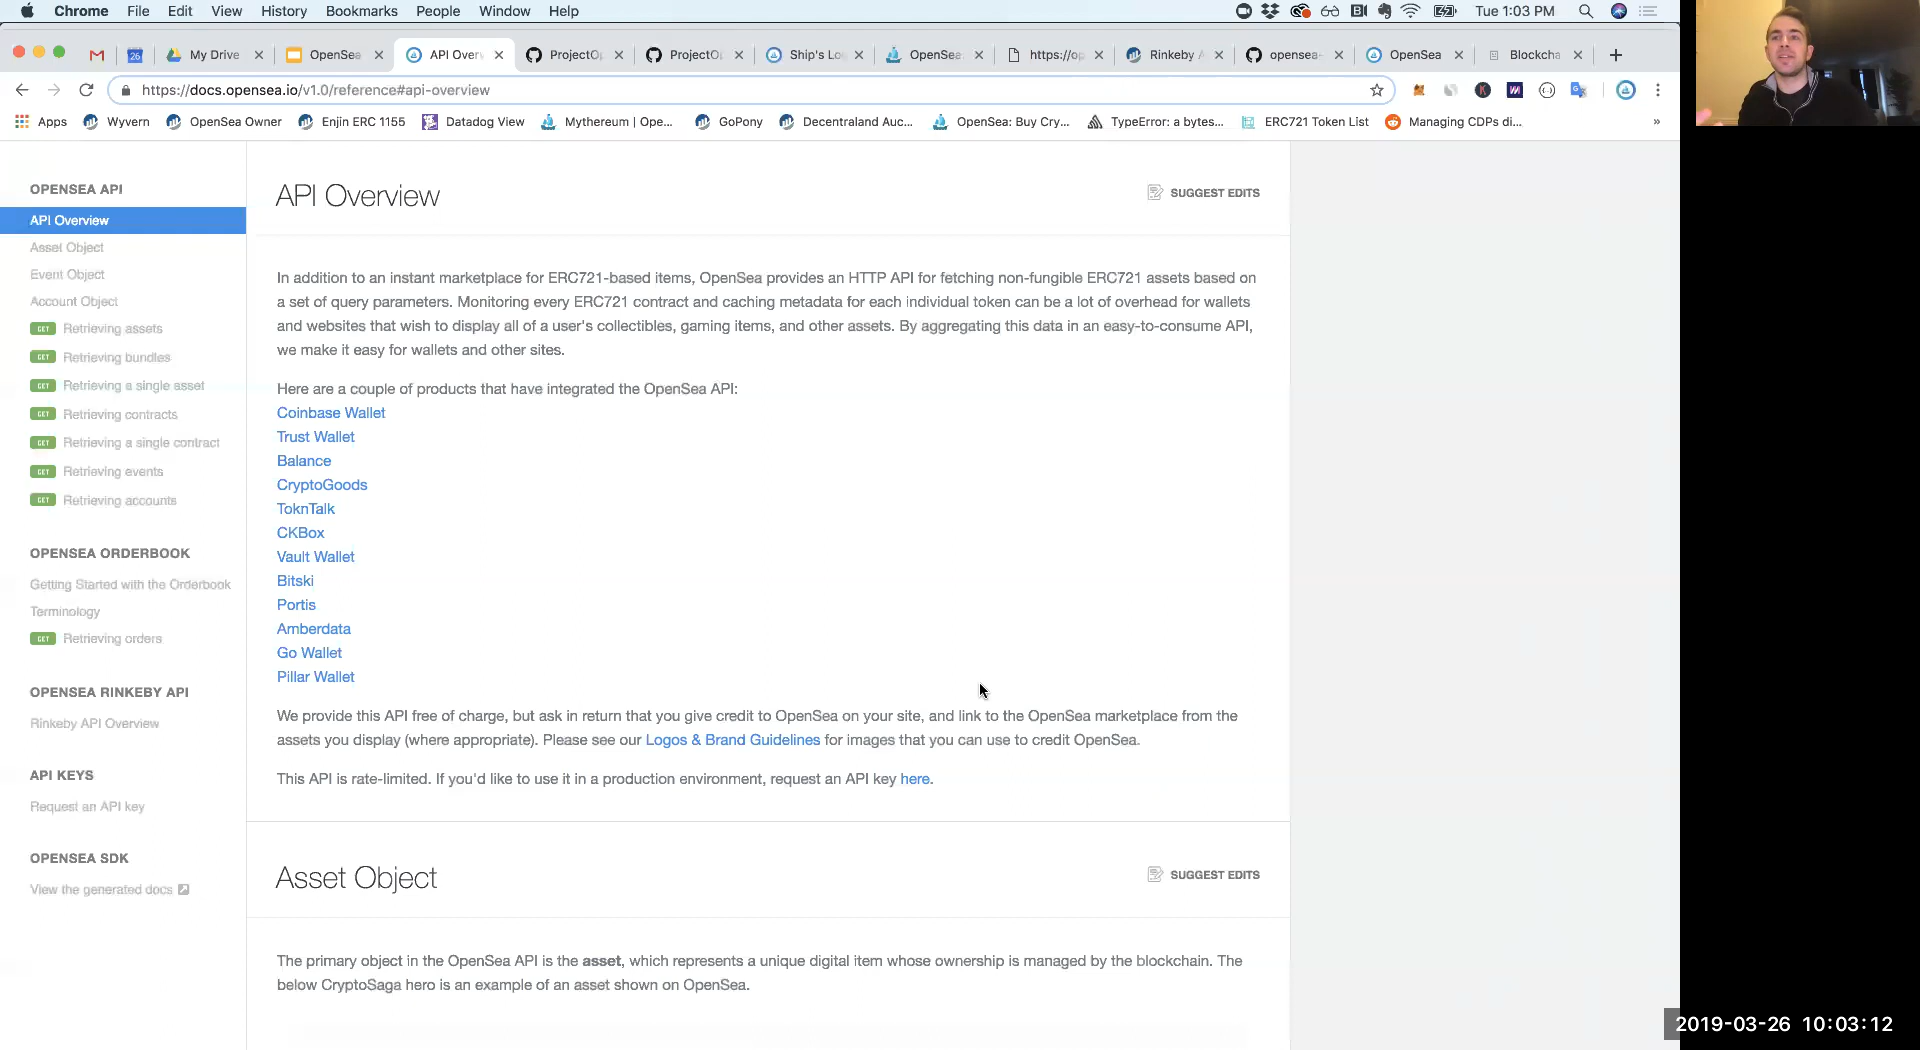 Chrome File Edit View History Bookmarks People Window Help
Tue 1:03 PM
26 My Drive OpenSea API Over ProjectO ProjectO Ship's Lo OpenSea https://op Rinkeby A opensea- OpenSea Blockcha
https://docs.opensea.io/v1.0/reference#api-overview
Apps Wyvern OpenSea Owner Enjin ERC 1155 Datadog View Mythereum | Ope... GoPony Decentraland Auc... OpenSea: Buy Cry... TypeError: a bytes... ERC721 Token List Managing CDPs di... »
OPENSEA API
API Overview
Asset Object
Event Object
Account Object
GET Retrieving assets
GET Retrieving bundles
GET Retrieving a single asset
GET Retrieving contracts
GET Retrieving a single contract
GET Retrieving events
GET Retrieving accounts
OPENSEA ORDERBOOK
Getting Started with the Orderbook
Terminology
GET Retrieving orders
OPENSEA RINKEBY API
Rinkeby API Overview
API KEYS
Request an API key
OPENSEA SDK
View the generated docs
API Overview
SUGGEST EDITS
In addition to an instant marketplace for ERC721-based items, OpenSea provides an HTTP API for fetching non-fungible ERC721 assets based on
a set of query parameters. Monitoring every ERC721 contract and caching metadata for each individual token can be a lot of overhead for wallets
and websites that wish to display all of a user's collectibles, gaming items, and other assets. By aggregating this data in an easy-to-consume API,
we make it easy for wallets and other sites.
Here are a couple of products that have integrated the OpenSea API:
Coinbase Wallet
Trust Wallet
Balance
CryptoGoods
ToknTalk
CKBox
Vault Wallet
Bitski
Portis
Amberdata
Go Wallet
Pillar Wallet
We provide this API free of charge, but ask in return that you give credit to OpenSea on your site, and link to the OpenSea marketplace from the
assets you display (where appropriate). Please see our Logos & Brand Guidelines for images that you can use to credit OpenSea.
This API is rate-limited. If you'd like to use it in a production environment, request an API key here.
Asset Object
SUGGEST EDITS
The primary object in the OpenSea API is the asset, which represents a unique digital item whose ownership is managed by the blockchain. The
below CryptoSaga hero is an example of an asset shown on OpenSea.
2019-03-26 10:03:12